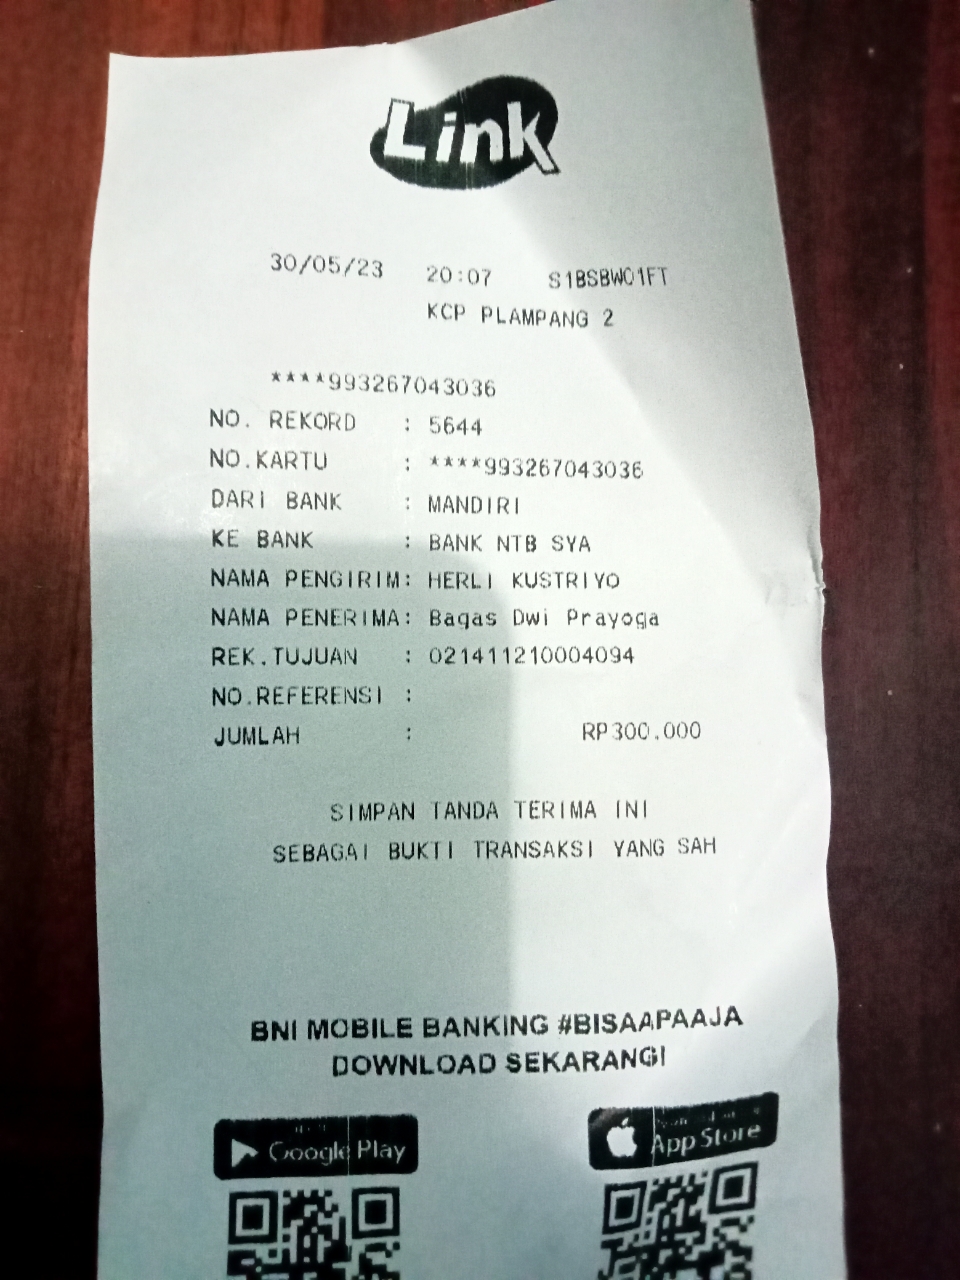 Link
30/05/23 20:07 S1BSBW01FT
KCP PLAMPANG 2
****993267043036
NO. REKORD : 5644
NO.KARTU : ****993267043036
DARI BANK : MANDIRI
KE BANK : BANK NTB SYA
NAMA PENGIRIM: HERLI KUSTRIYO
NAMA PENERIMA: Bagas Dwi Prayoga
REK.TUJUAN : 021411210004094
NO.REFERENSI :
JUMLAH : RP300.000
SIMPAN TANDA TERIMA INI
SEBAGAI BUKTI TRANSAKSI YANG SAH
BNI MOBILE BANKING #BISAAPAAJA
DOWNLOAD SEKARANG!
Google Play
App Store